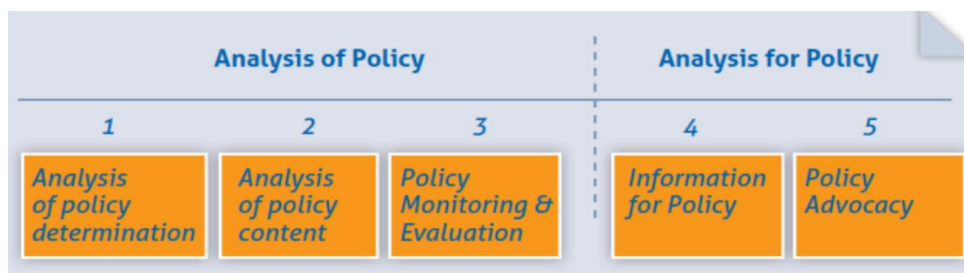 Analysis of Policy
Analysis for Policy
1
2
3
4
5
Analysis
of policy
determination
Analysis
of policy
content
Policy
Monitoring &
Evaluation
Information
for Policy
Policy
Advocacy